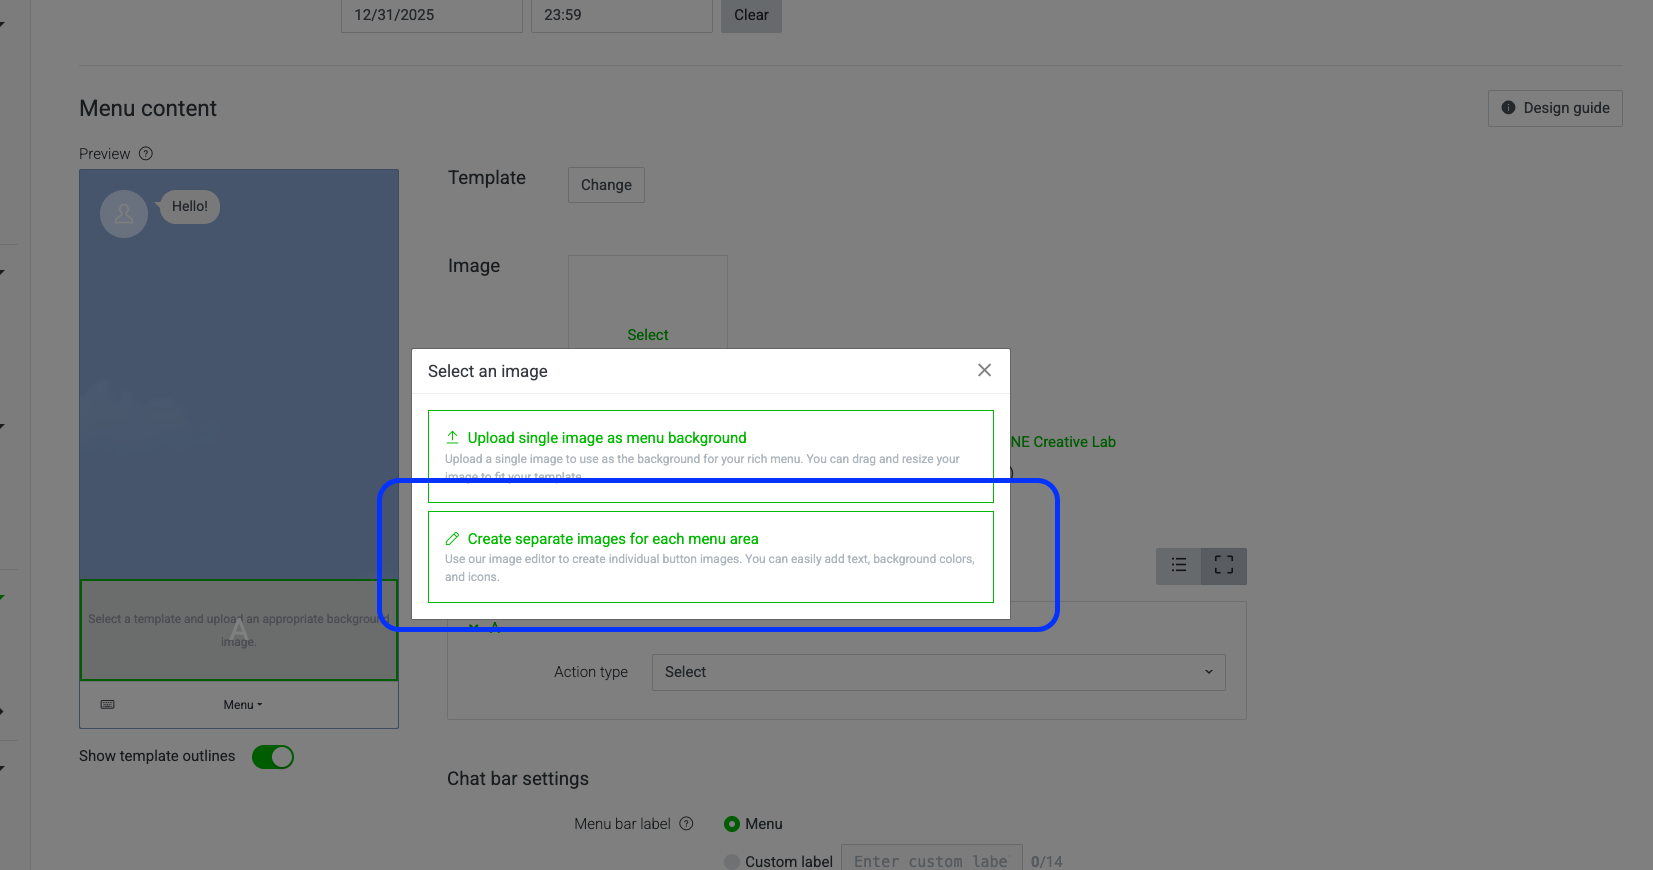 12/31/2025 23:59 Clear
Menu content
Design guide
Preview
Hello!
Template Change
Image
Select
Select an image
Upload single image as menu background
Upload a single image to use as the background for your rich menu. You can drag and resize your
image to fit your template.
NE Creative Lab
Create separate images for each menu area
Use our image editor to create individual button images. You can easily add text, background colors,
and icons.
Select a template and upload an appropriate background
image.
A
Menu
A
Action type Select
Show template outlines
Chat bar settings
Menu bar label Menu
Custom label Enter custom labe 0/14